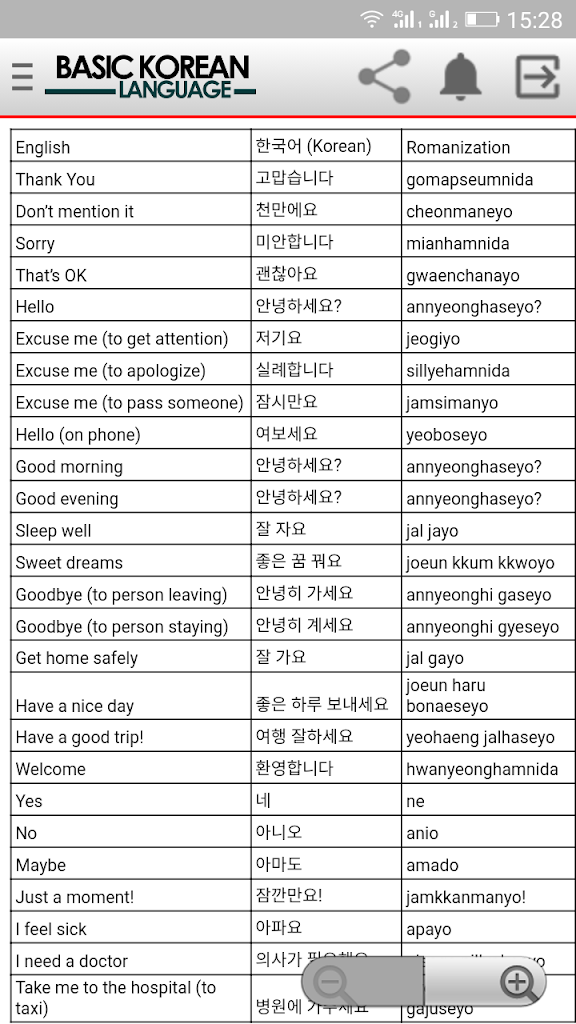 4G 1 G 2 15:28
BASIC KOREAN
LANGUAGE
English 한국어 (Korean) Romanization
Thank You 고맙습니다 gomapseumnida
Don’t mention it 천만에요 cheonmaneyo
Sorry 미안합니다 mianhamnida
That’s OK 괜찮아요 gwaenchanayo
Hello 안녕하세요? annyeonghaseyo?
Excuse me (to get attention) 저기요 jeogiyo
Excuse me (to apologize) 실례합니다 sillyehamnida
Excuse me (to pass someone) 잠시만요 jamsimanyo
Hello (on phone) 여보세요 yeoboseyo
Good morning 안녕하세요? annyeonghaseyo?
Good evening 안녕하세요? annyeonghaseyo?
Sleep well 잘 자요 jal jayo
Sweet dreams 좋은 꿈 꿔요 joeun kkum kkwoyo
Goodbye (to person leaving) 안녕히 가세요 annyeonghi gaseyo
Goodbye (to person staying) 안녕히 계세요 annyeonghi gyeseyo
Get home safely 잘 가요 jal gayo
joeun haru
Have a nice day 좋은 하루 보내세요 bonaeseyo
Have a good trip! 여행 잘하세요 yeohaeng jalhaseyo
Welcome 환영합니다 hwanyeonghamnida
Yes 네 ne
No 아니오 anio
Maybe 아마도 amado
Just a moment! 잠깐만요! jamkkanmanyo!
I feel sick 아파요 apayo
I need a doctor 의사가
Take me to the hospital (to
taxi) 병원에 gajuseyo